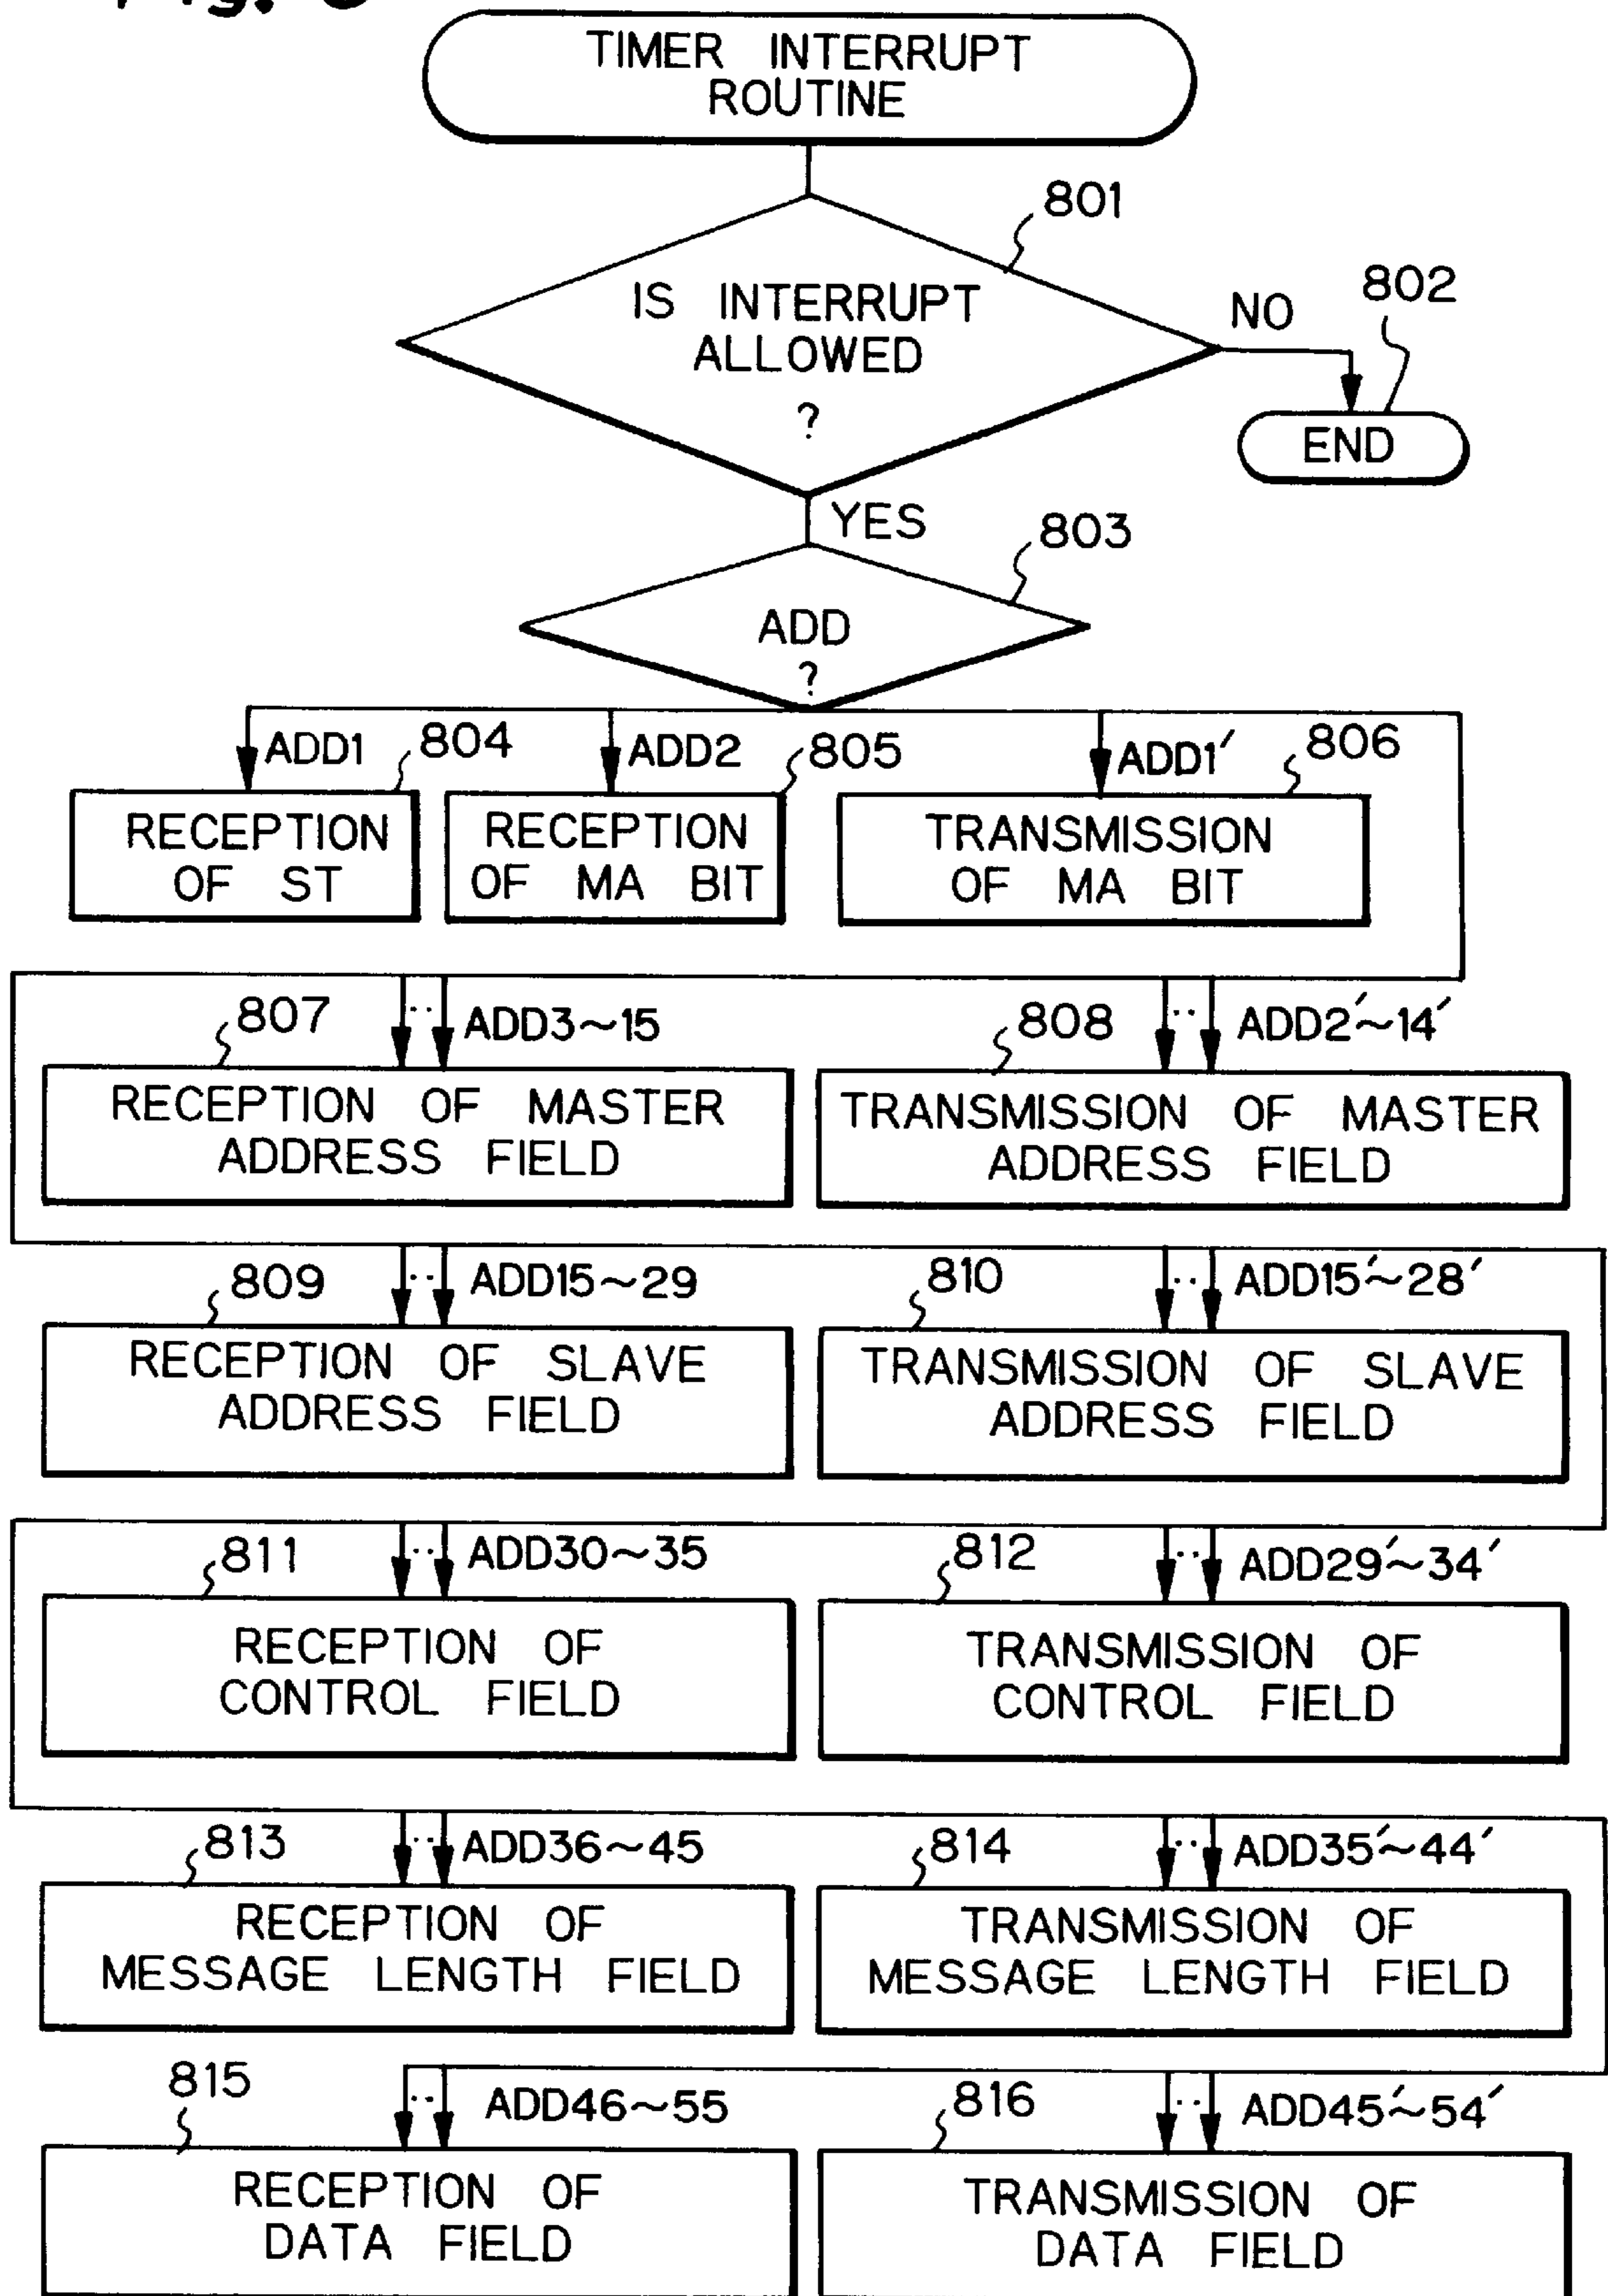 TIMER INTERRUPT
ROUTINE
801
IS INTERRUPT
ALLOWED
?
NO
802
END
YES
803
ADD
?
ADD1
804
ADD2
805
ADD1′
806
RECEPTION
OF ST
RECEPTION
OF MA BIT
TRANSMISSION
OF MA BIT
807
ADD3~15
808
ADD2′~14′
RECEPTION OF MASTER
ADDRESS FIELD
TRANSMISSION OF MASTER
ADDRESS FIELD
809
ADD15~29
810
ADD15′~28′
RECEPTION OF SLAVE
ADDRESS FIELD
TRANSMISSION OF SLAVE
ADDRESS FIELD
811
ADD30~35
812
ADD29′~34′
RECEPTION OF
CONTROL FIELD
TRANSMISSION OF
CONTROL FIELD
813
ADD36~45
814
ADD35′~44′
RECEPTION OF
MESSAGE LENGTH FIELD
TRANSMISSION OF
MESSAGE LENGTH FIELD
815
ADD46~55
816
ADD45′~54′
RECEPTION OF
DATA FIELD
TRANSMISSION OF
DATA FIELD